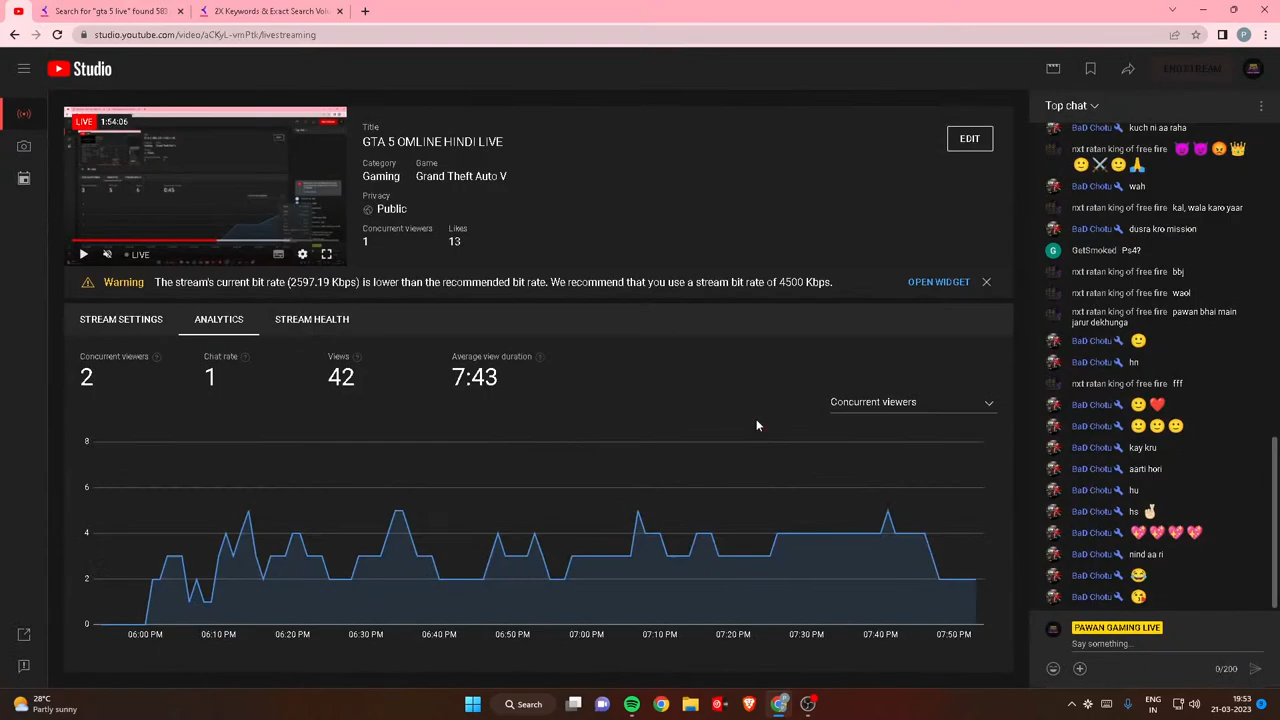 Search for "gta 5 live" found 583
2X Keywords & Exact Search Volu
studio.youtube.com/video/aCKyL-vmPtk/livestreaming
P
Studio
END STREAM
LIVE 1:54:06
LIVE
Title
GTA 5 OMLINE HINDI LIVE
Category Game
Gaming Grand Theft Auto V
Privacy
Public
Concurrent viewers Likes
1 13
EDIT
Warning The stream's current bit rate (2597.19 Kbps) is lower than the recommended bit rate. We recommend that you use a stream bit rate of 4500 Kbps. OPEN WIDGET
STREAM SETTINGS ANALYTICS STREAM HEALTH
Concurrent viewers Chat rate Views Average view duration
2 1 42 7:43
Concurrent viewers
8
6
4
2
0
06:00 PM 06:10 PM 06:20 PM 06:30 PM 06:40 PM 06:50 PM 07:00 PM 07:10 PM 07:20 PM 07:30 PM 07:40 PM 07:50 PM
Top chat
BaD Chotu kuch ni aa raha
nxt ratan king of free fire 😈😈😡👑
🙂⚔️🙂🙏
BaD Chotu wah
nxt ratan king of free fire kal wala karo yaar
BaD Chotu dusra kro mission
G GetSmoked Ps4?
nxt ratan king of free fire bbj
nxt ratan king of free fire waol
nxt ratan king of free fire pawan bhai main
jarur dekhunga
BaD Chotu 🙂
BaD Chotu hn
nxt ratan king of free fire fff
BaD Chotu 🙂❤️
BaD Chotu 🙂🙂🙂
BaD Chotu kay kru
BaD Chotu aarti hori
BaD Chotu hu
BaD Chotu hs 🤞🏻
BaD Chotu 💖💖💖💖
BaD Chotu nind aa ri
BaD Chotu 😂
BaD Chotu 😘
PAWAN GAMING LIVE
Say something...
0/200
28°C
Partly sunny
Search
ENG
IN
19:53
21-03-2023
2